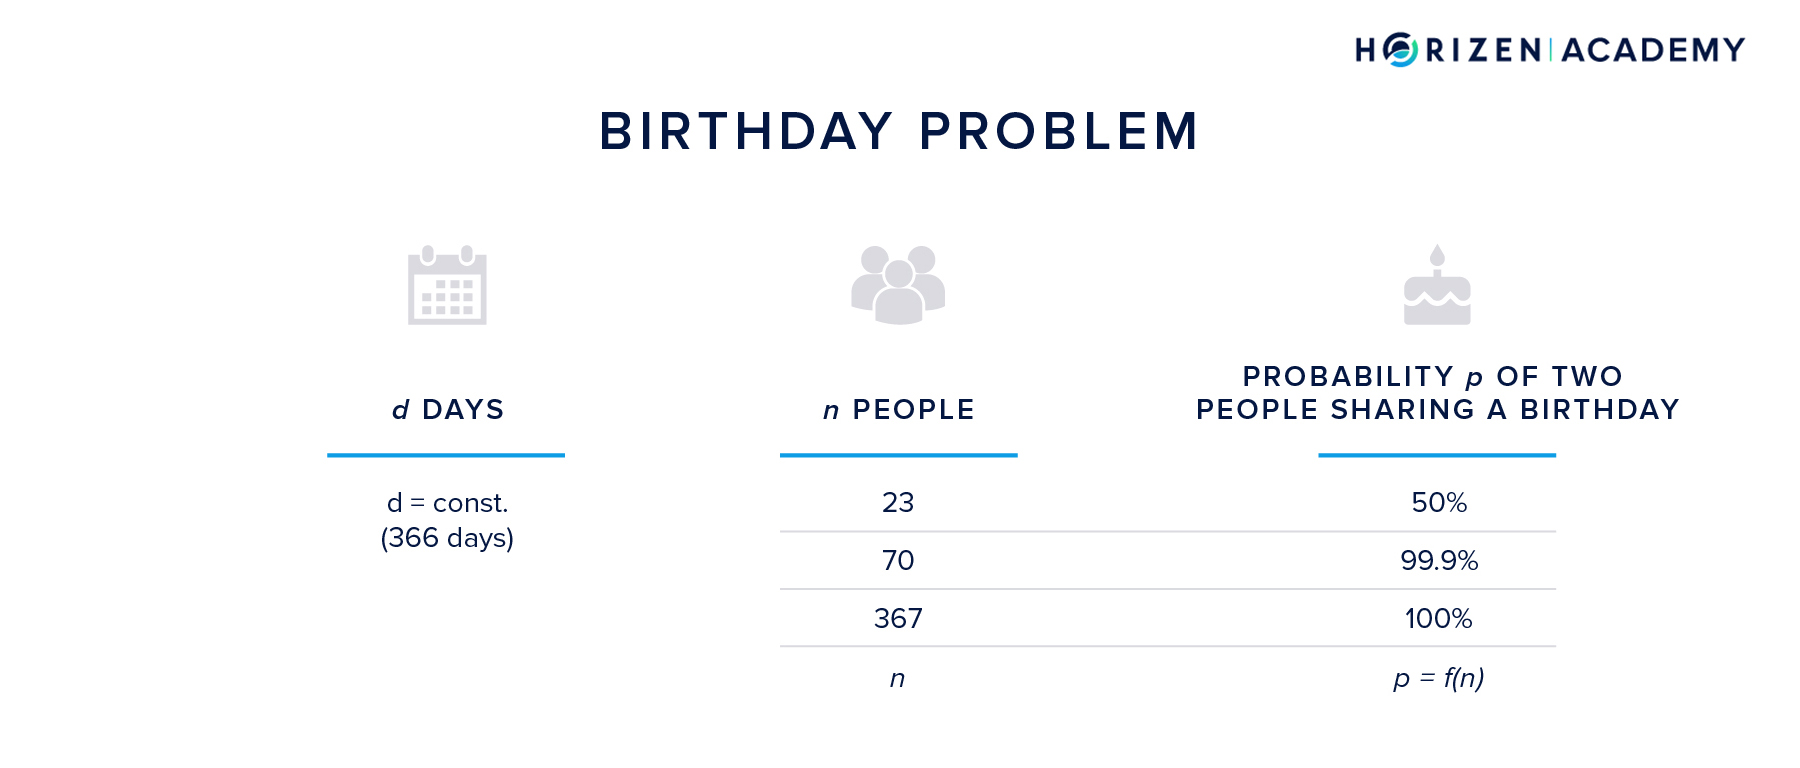 HORIZEN | ACADEMY
BIRTHDAY PROBLEM
d DAYS
n PEOPLE
PROBABILITY p OF TWO
PEOPLE SHARING A BIRTHDAY
d = const.
(366 days)
23
50%
70
99.9%
367
100%
n
p = f(n)